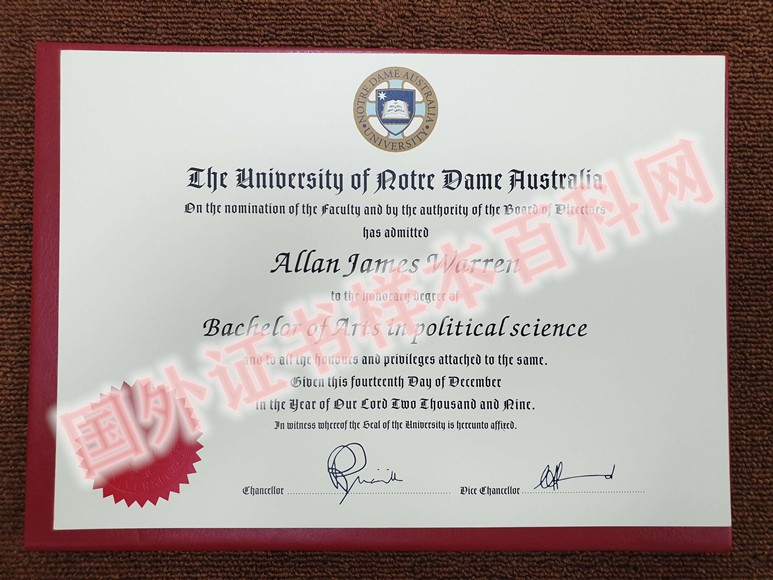 NOTRE DAME AUSTRALIA
UNIVERSITY
The University of Notre Dame Australia
On the nomination of the Faculty and by the authority of the Board of Directors
has admitted
Allan James Warren
to the honorary degree of
Bachelor of Arts in political science
and to all the honours and privileges attached to the same.
Given this fourteenth Day of December
in the Year of Our Lord Two Thousand and Nine.
In witness whereof the Seal of the University is hereunto affixed.
Chancellor
Vice Chancellor
国外证书样本百科网